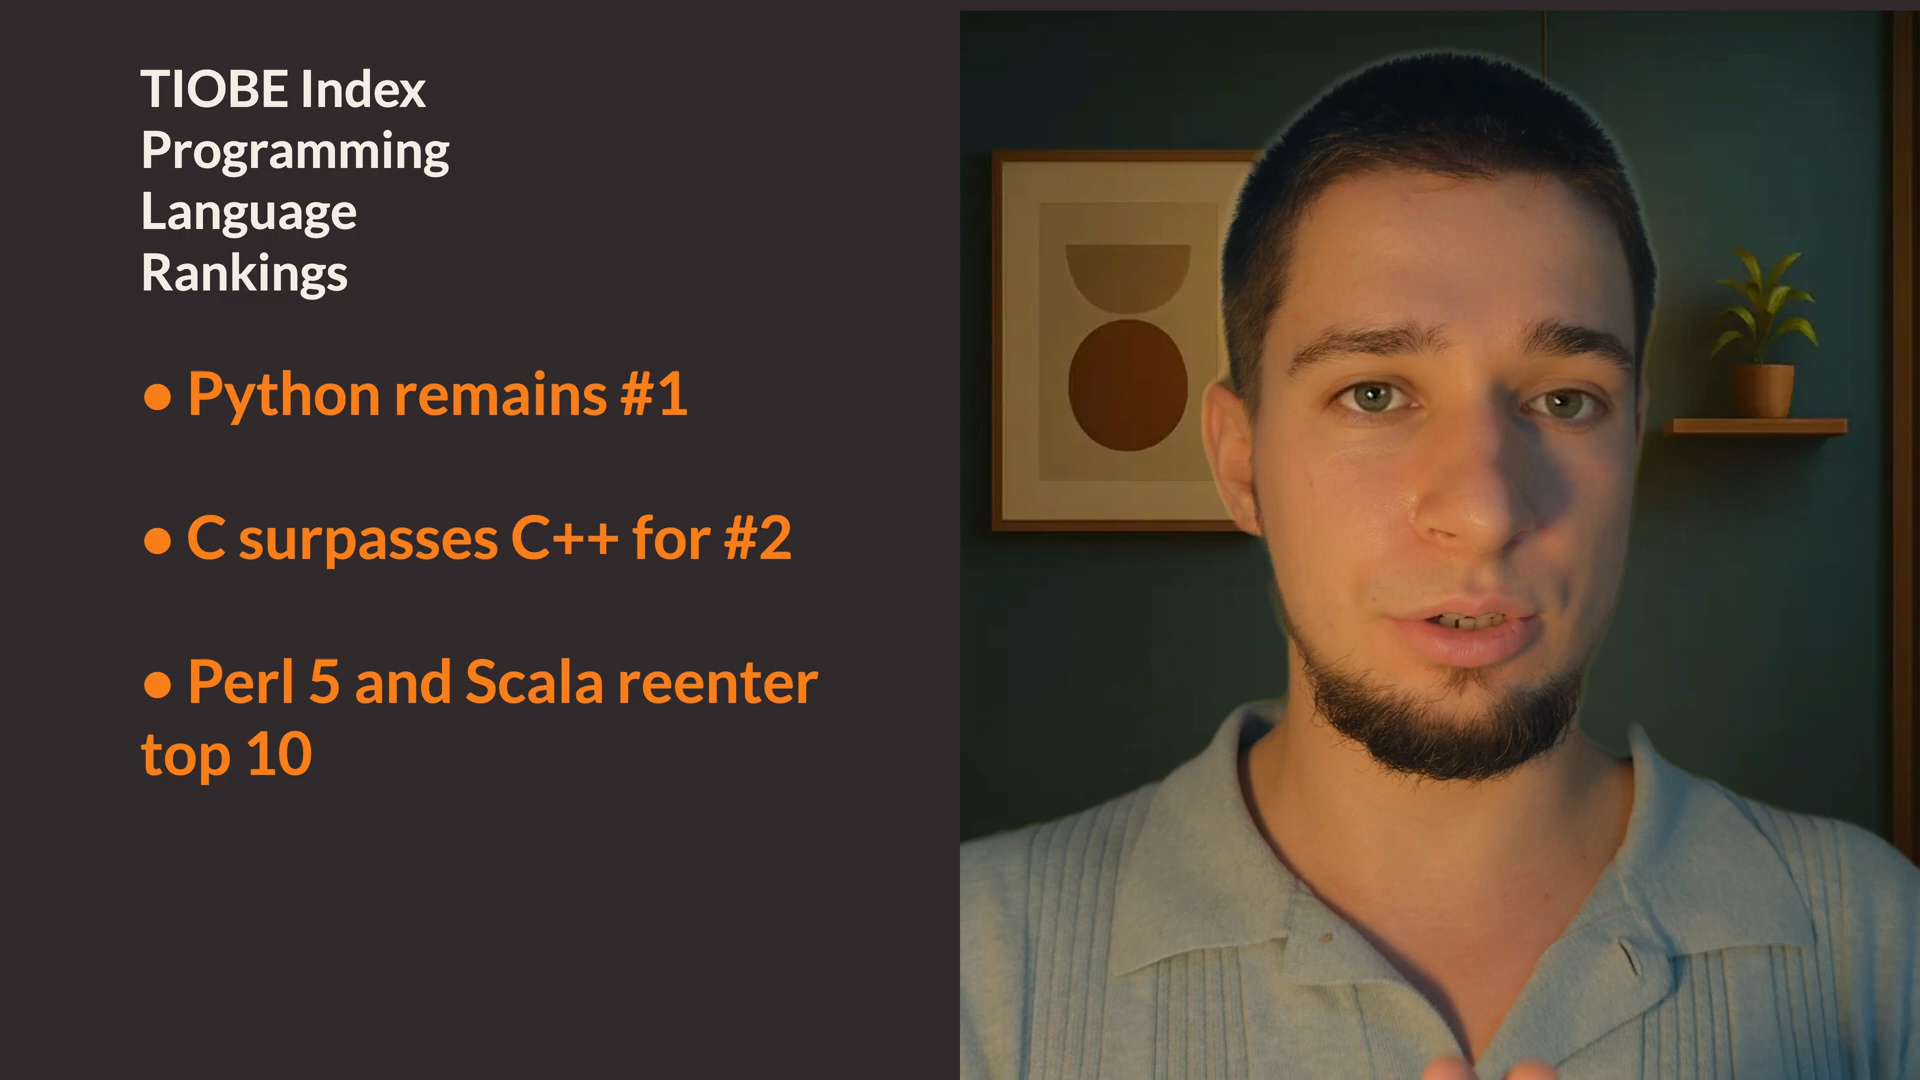 TIOBE Index
Programming
Language
Rankings
• Python remains #1
• C surpasses C++ for #2
• Perl 5 and Scala reenter
top 10